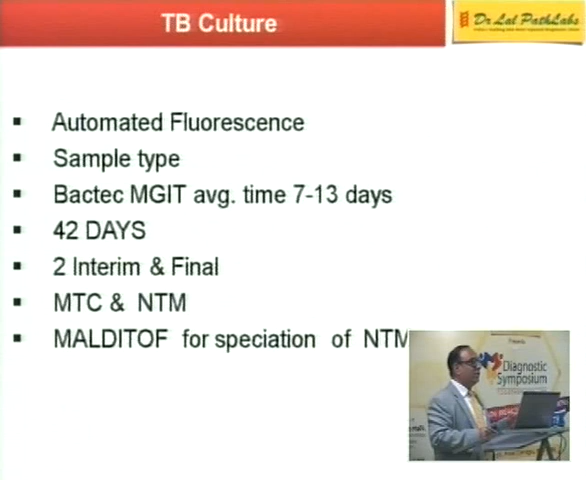 TB Culture
Dr Lal PathLabs
Automated Fluorescence
Sample type
Bactec MGIT avg. time 7-13 days
42 DAYS
2 Interim & Final
MTC & NTM
MALDITOF for speciation of NTM
Diagnostic
Symposium